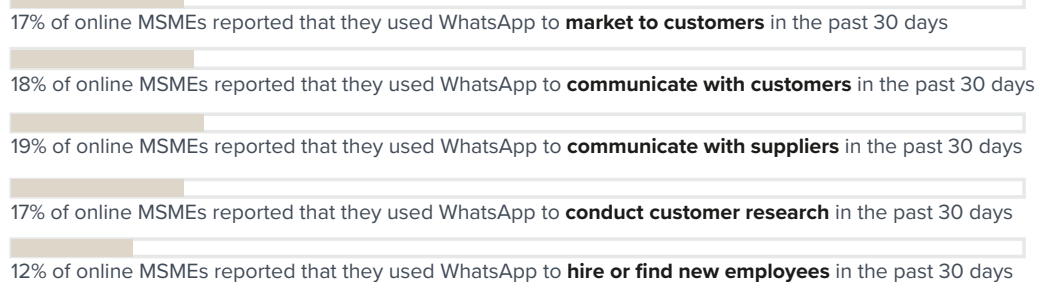 17% of online MSMEs reported that they used WhatsApp to market to customers in the past 30 days
18% of online MSMEs reported that they used WhatsApp to communicate with customers in the past 30 days
19% of online MSMEs reported that they used WhatsApp to communicate with suppliers in the past 30 days
17% of online MSMEs reported that they used WhatsApp to conduct customer research in the past 30 days
12% of online MSMEs reported that they used WhatsApp to hire or find new employees in the past 30 days